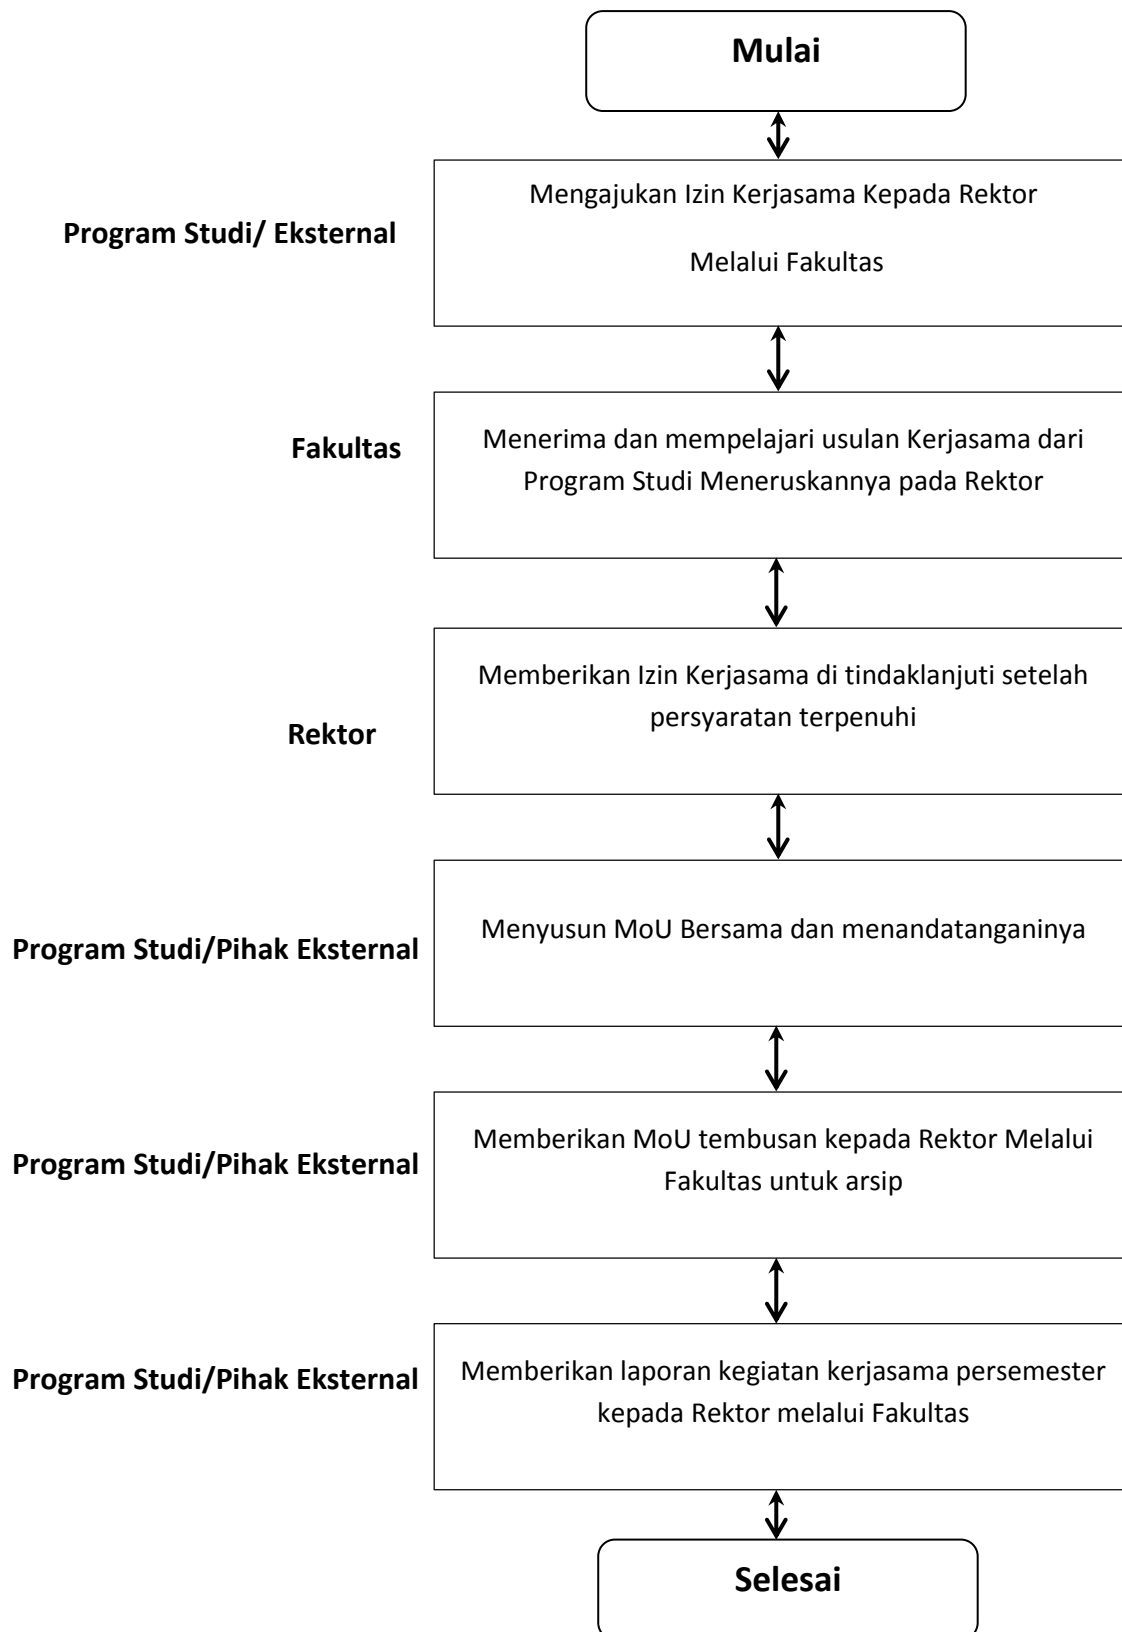 Mulai
Mengajukan Izin Kerjasama Kepada Rektor
Program Studi/ Eksternal
Melalui Fakultas
Fakultas
Menerima dan mempelajari usulan Kerjasama dari
Program Studi Meneruskannya pada Rektor
Rektor
Memberikan Izin Kerjasama di tindaklanjuti setelah
persyaratan terpenuhi
Program Studi/Pihak Eksternal
Menyusun MoU Bersama dan menandatanganinya
Program Studi/Pihak Eksternal
Memberikan MoU tembusan kepada Rektor Melalui
Fakultas untuk arsip
Program Studi/Pihak Eksternal
Memberikan laporan kegiatan kerjasama persemester
kepada Rektor melalui Fakultas
Selesai